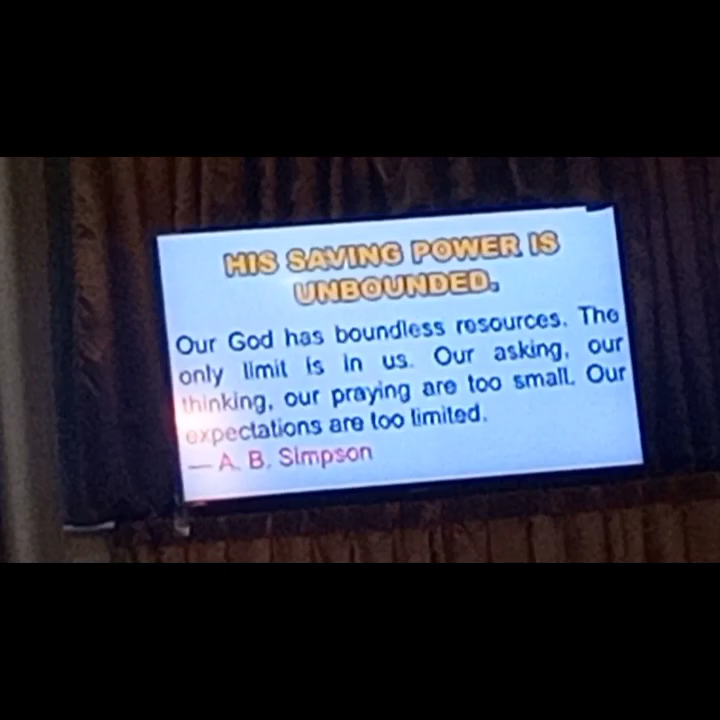 HIS SAVING POWER IS
UNBOUNDED.
Our God has boundless resources. The
only limit is in us. Our asking, our
thinking, our praying are too small. Our
expectations are too limited.
— A. B. Simpson